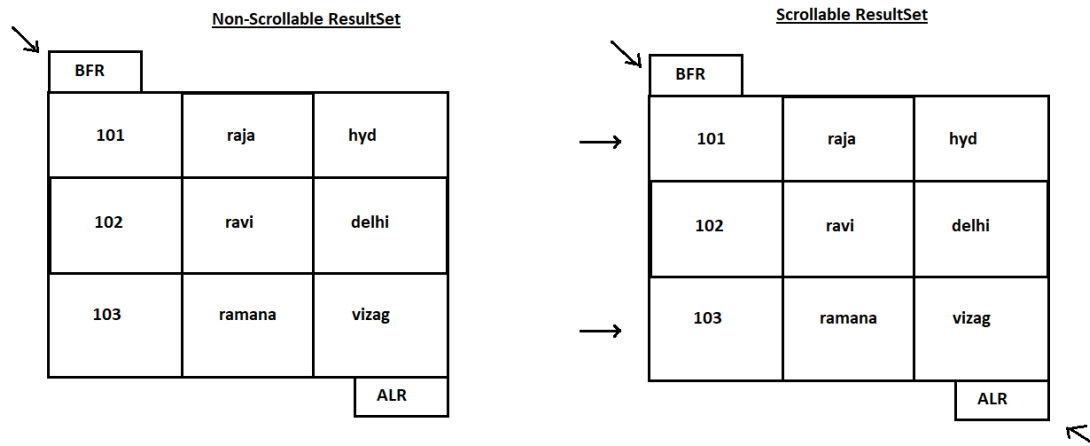 Non-Scrollable ResultSet
BFR
101 raja hyd
102 ravi delhi
103 ramana vizag
ALR
Scrollable ResultSet
BFR
101 raja hyd
102 ravi delhi
103 ramana vizag
ALR